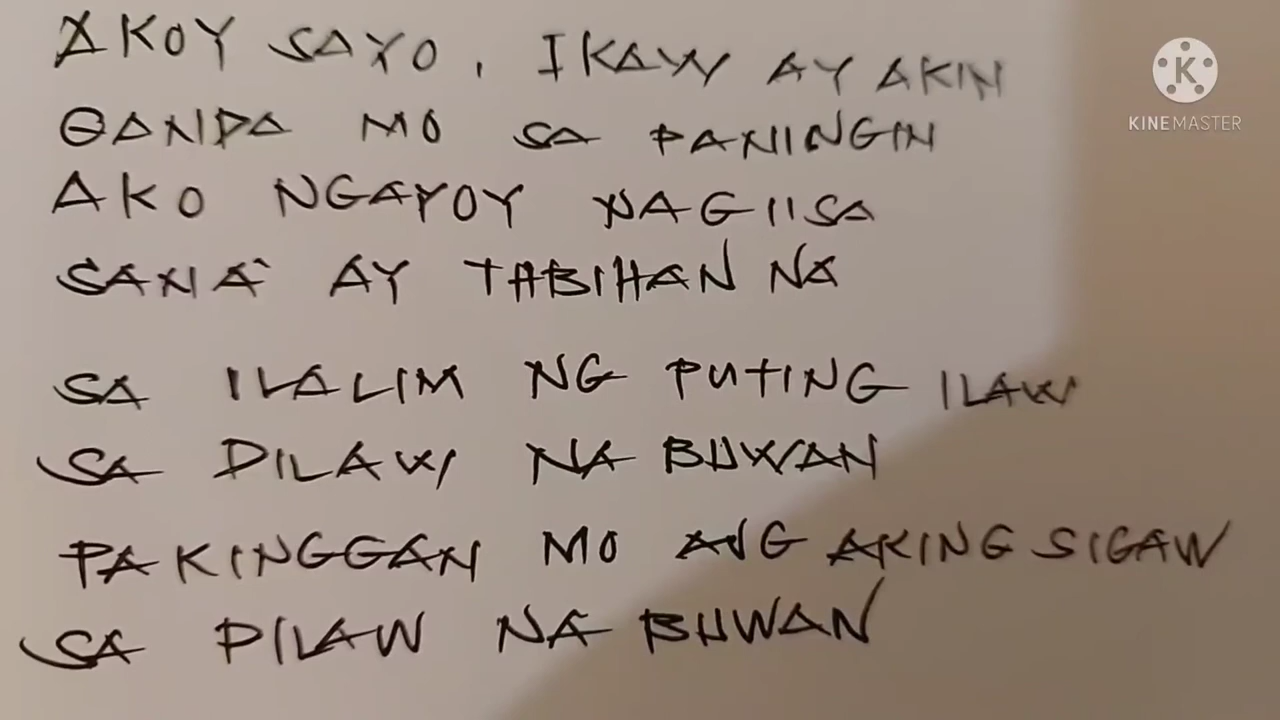 AKOY SAYO, IKAW AY AKIN
GANDA MO SA PANINGIN
AKO NGAYOY NAGIISA
SANA AY TABIHAN NA
SA ILALIM NG PUTING ILAW
SA DILAW NA BUWAN
PAKINGGAN MO ANG AKING SIGAW
SA DILAW NA BUWAN
K
KINEMASTER